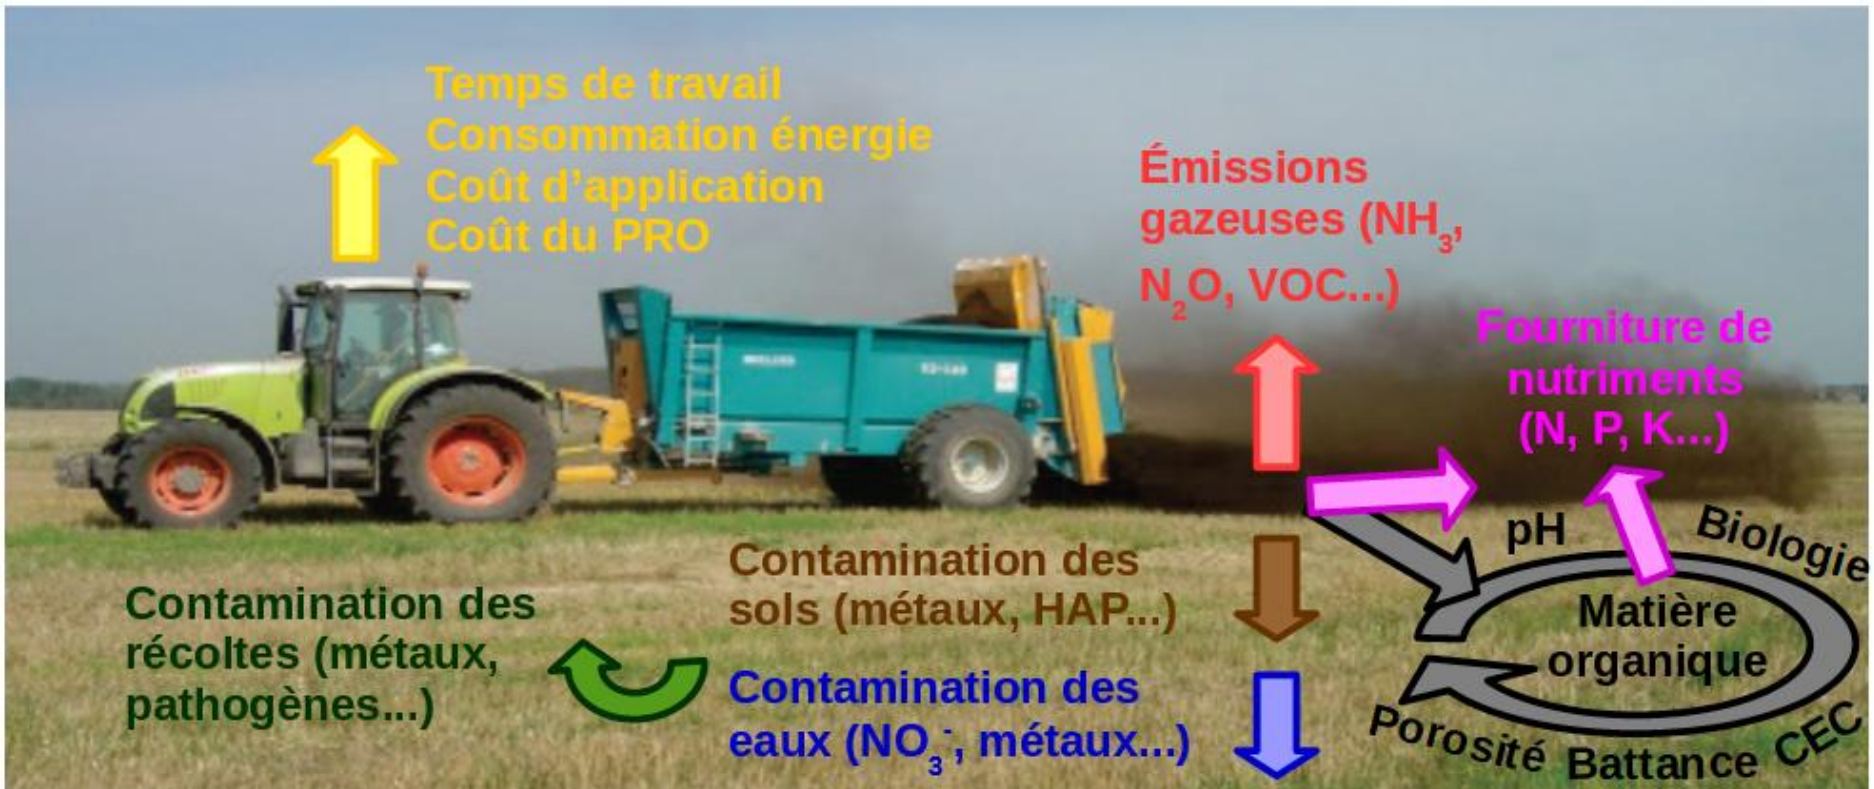 Temps de travail
Consommation énergie
Coût d'application
Coût du PRO
Émissions
gazeuses (NH₃,
N₂O, VOC...)
Fourniture de
nutriments
(N, P, K...)
pH
Biologie
Matière
organique
Porosité
Battance
CEC
Contamination des
sols (métaux, HAP...)
Contamination des
récoltes (métaux,
pathogènes...)
Contamination des
eaux (NO₃⁻, métaux...)